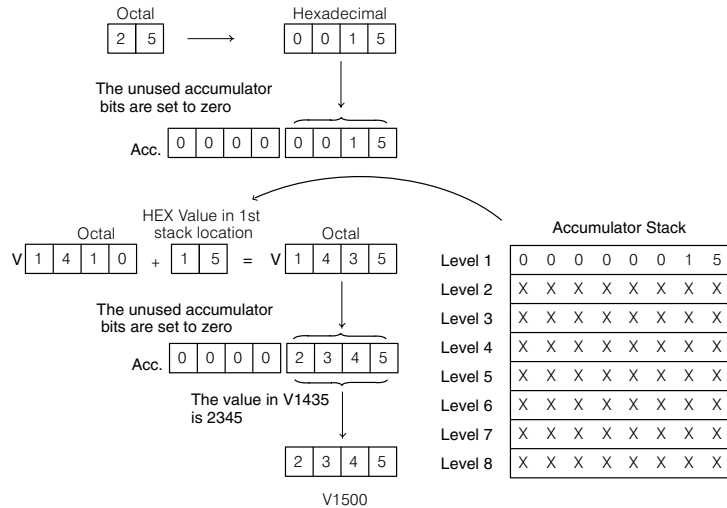 Octal Hexadecimal
2 5 0 0 1 5
The unused accumulator
bits are set to zero
Acc. 0 0 0 0 0 0 1 5
HEX Value in 1st
stack location
Octal Octal
V 1 4 1 0 + 1 5 = V 1 4 3 5
The unused accumulator
bits are set to zero
Acc. 0 0 0 0 2 3 4 5
The value in V1435
is 2345
2 3 4 5
V1500
Accumulator Stack
Level 1 0 0 0 0 0 0 1 5
Level 2 X X X X X X X X
Level 3 X X X X X X X X
Level 4 X X X X X X X X
Level 5 X X X X X X X X
Level 6 X X X X X X X X
Level 7 X X X X X X X X
Level 8 X X X X X X X X